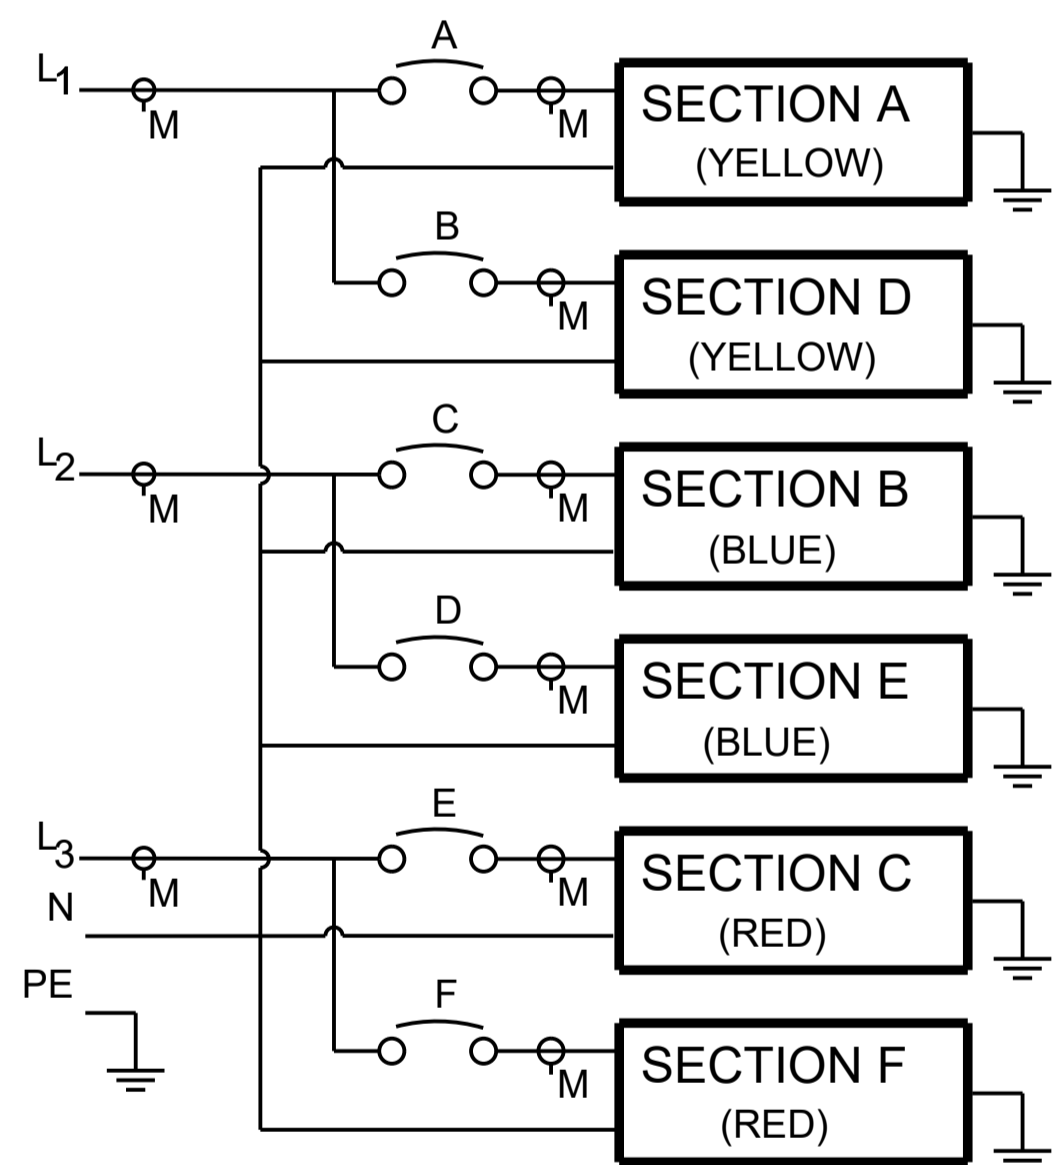 A
L1
M
M
SECTION A
(YELLOW)
B
M
SECTION D
(YELLOW)
C
L2
M
M
SECTION B
(BLUE)
D
M
SECTION E
(BLUE)
E
L3
M
M
SECTION C
(RED)
N
PE
F
M
SECTION F
(RED)